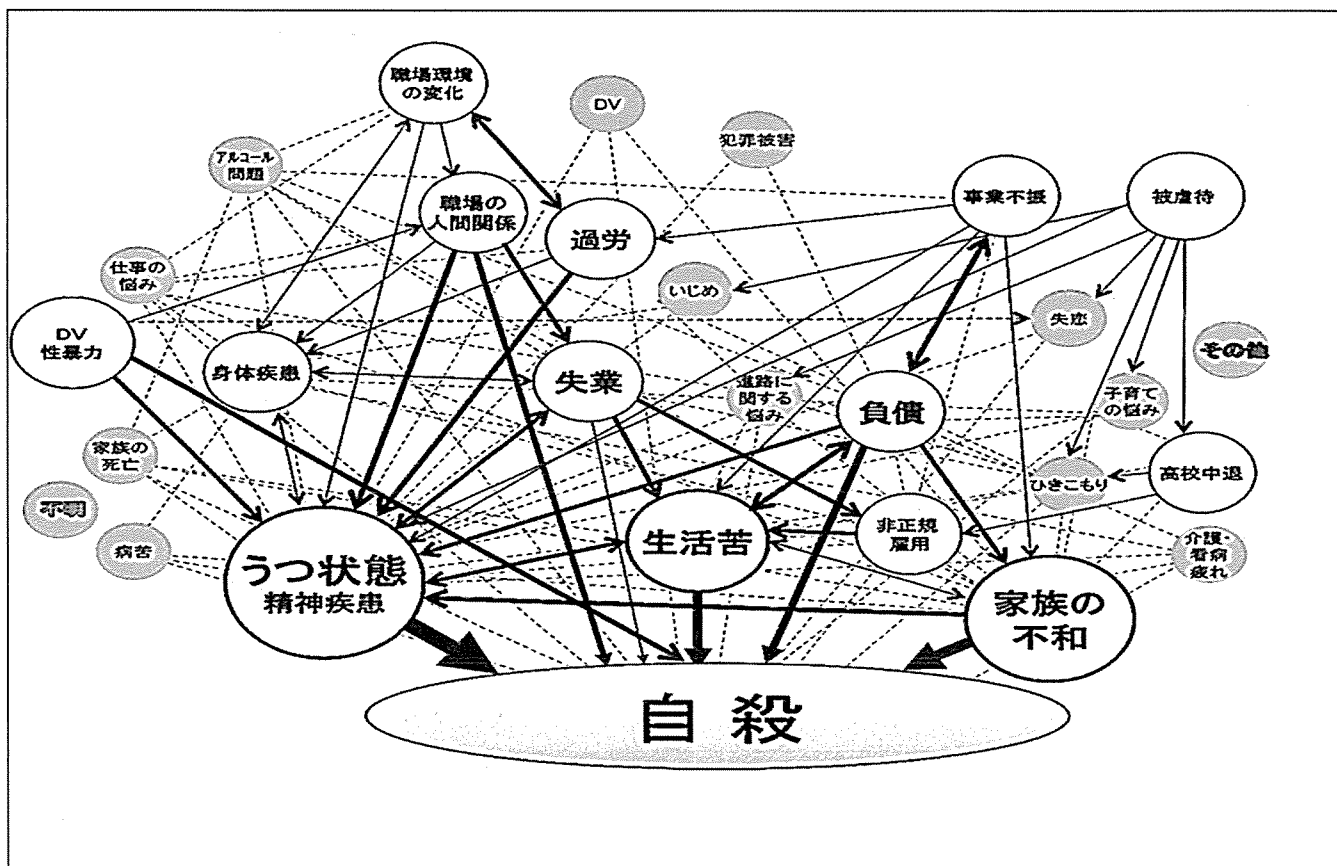 職場環境
の変化
DV
犯罪被害
アルコール
問題
職場の
人間関係
過労
事業不振
被虐待
仕事の
悩み
いじめ
失恋
DV
性暴力
身体疾患
失業
進路に
関する
悩み
負債
子育て
の悩み
その他
家族の
死亡
高校中退
ひきこもり
不明
病苦
うつ状態
精神疾患
生活苦
非正規
雇用
介護・
看病
疲れ
家族の
不和
自殺